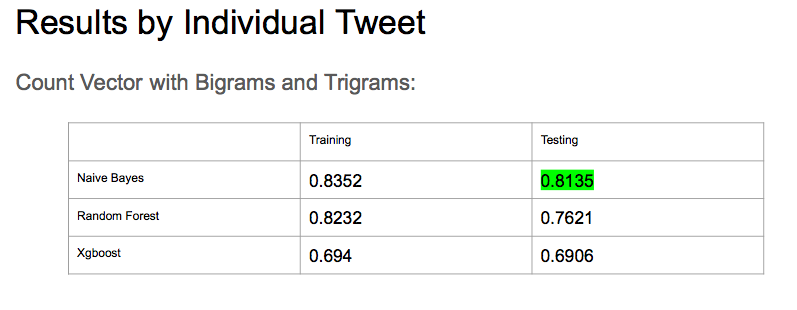 Results by Individual Tweet
Count Vector with Bigrams and Trigrams:
Training Testing
Naive Bayes 0.8352 0.8135
Random Forest 0.8232 0.7621
Xgboost 0.694 0.6906